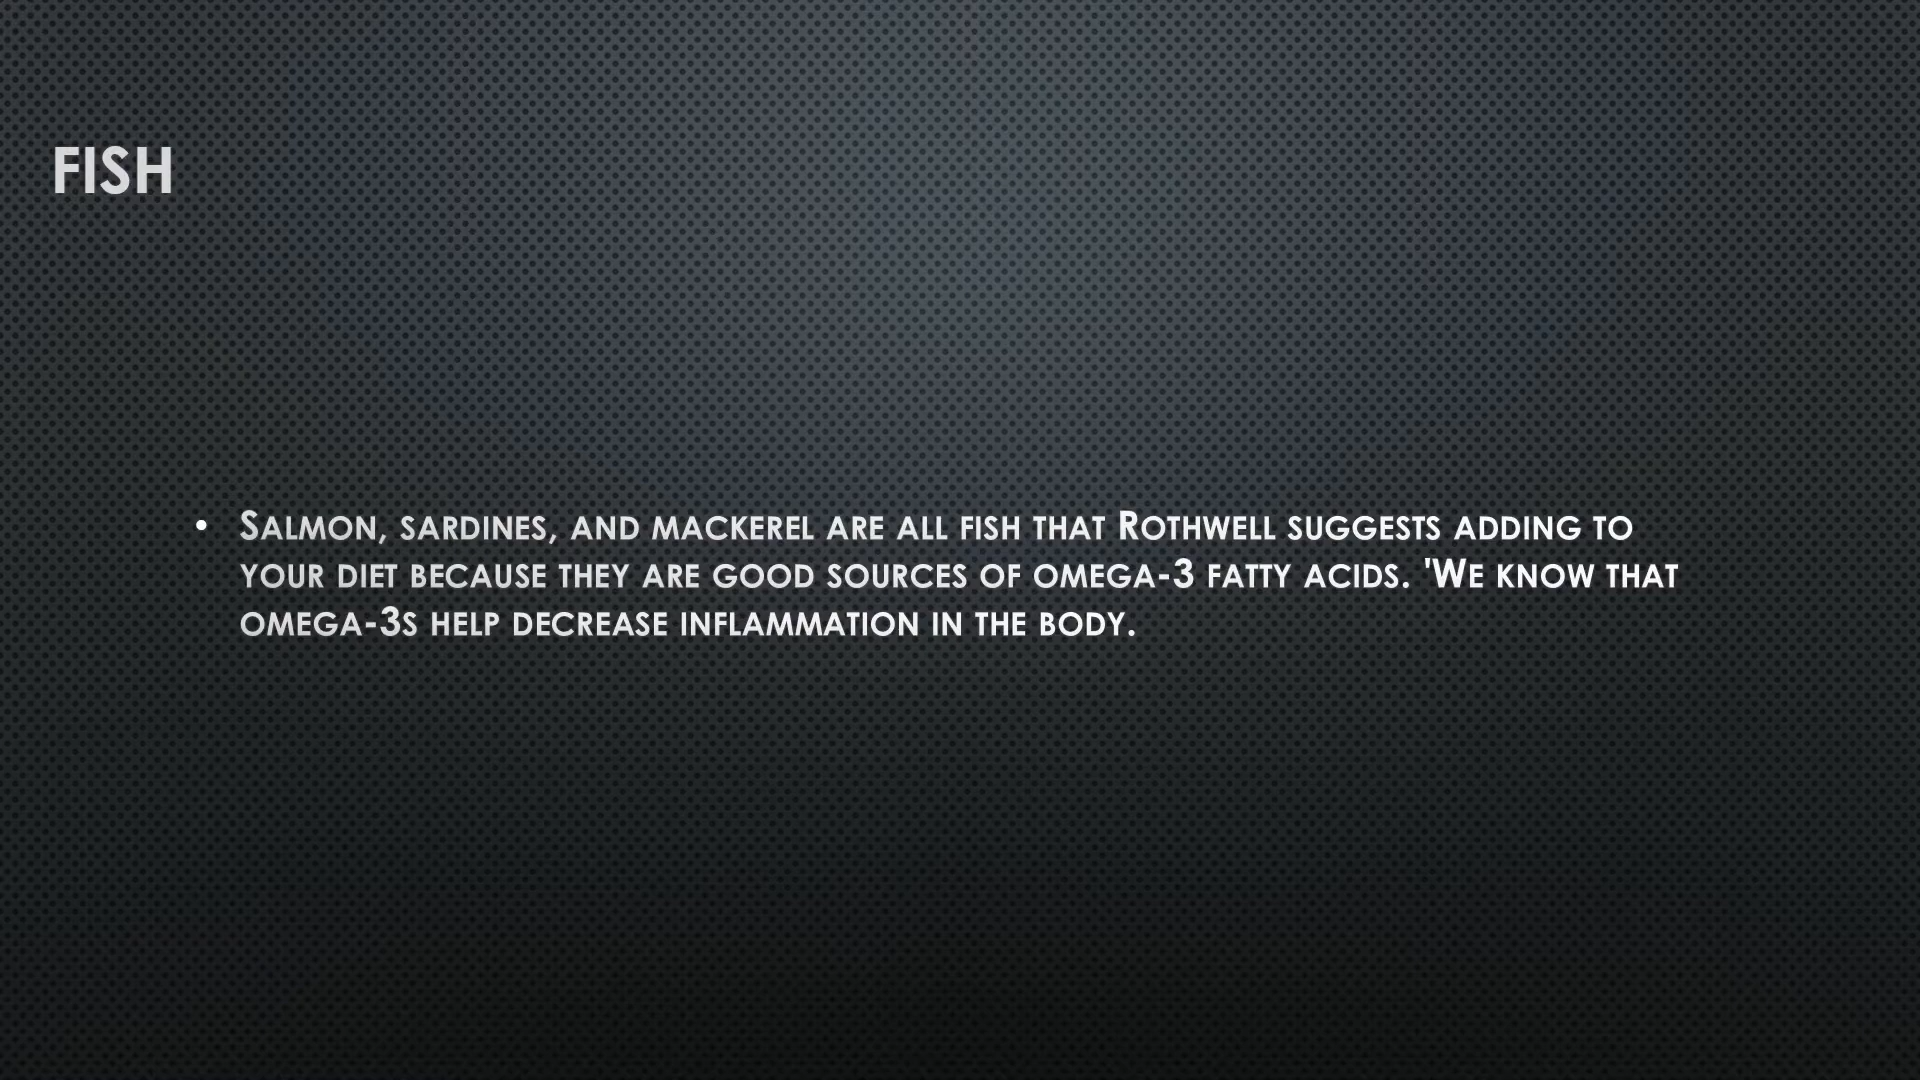 FISH
• Salmon, sardines, and mackerel are all fish that Rothwell suggests adding to
your diet because they are good sources of omega-3 fatty acids. 'We know that
omega-3s help decrease inflammation in the body.